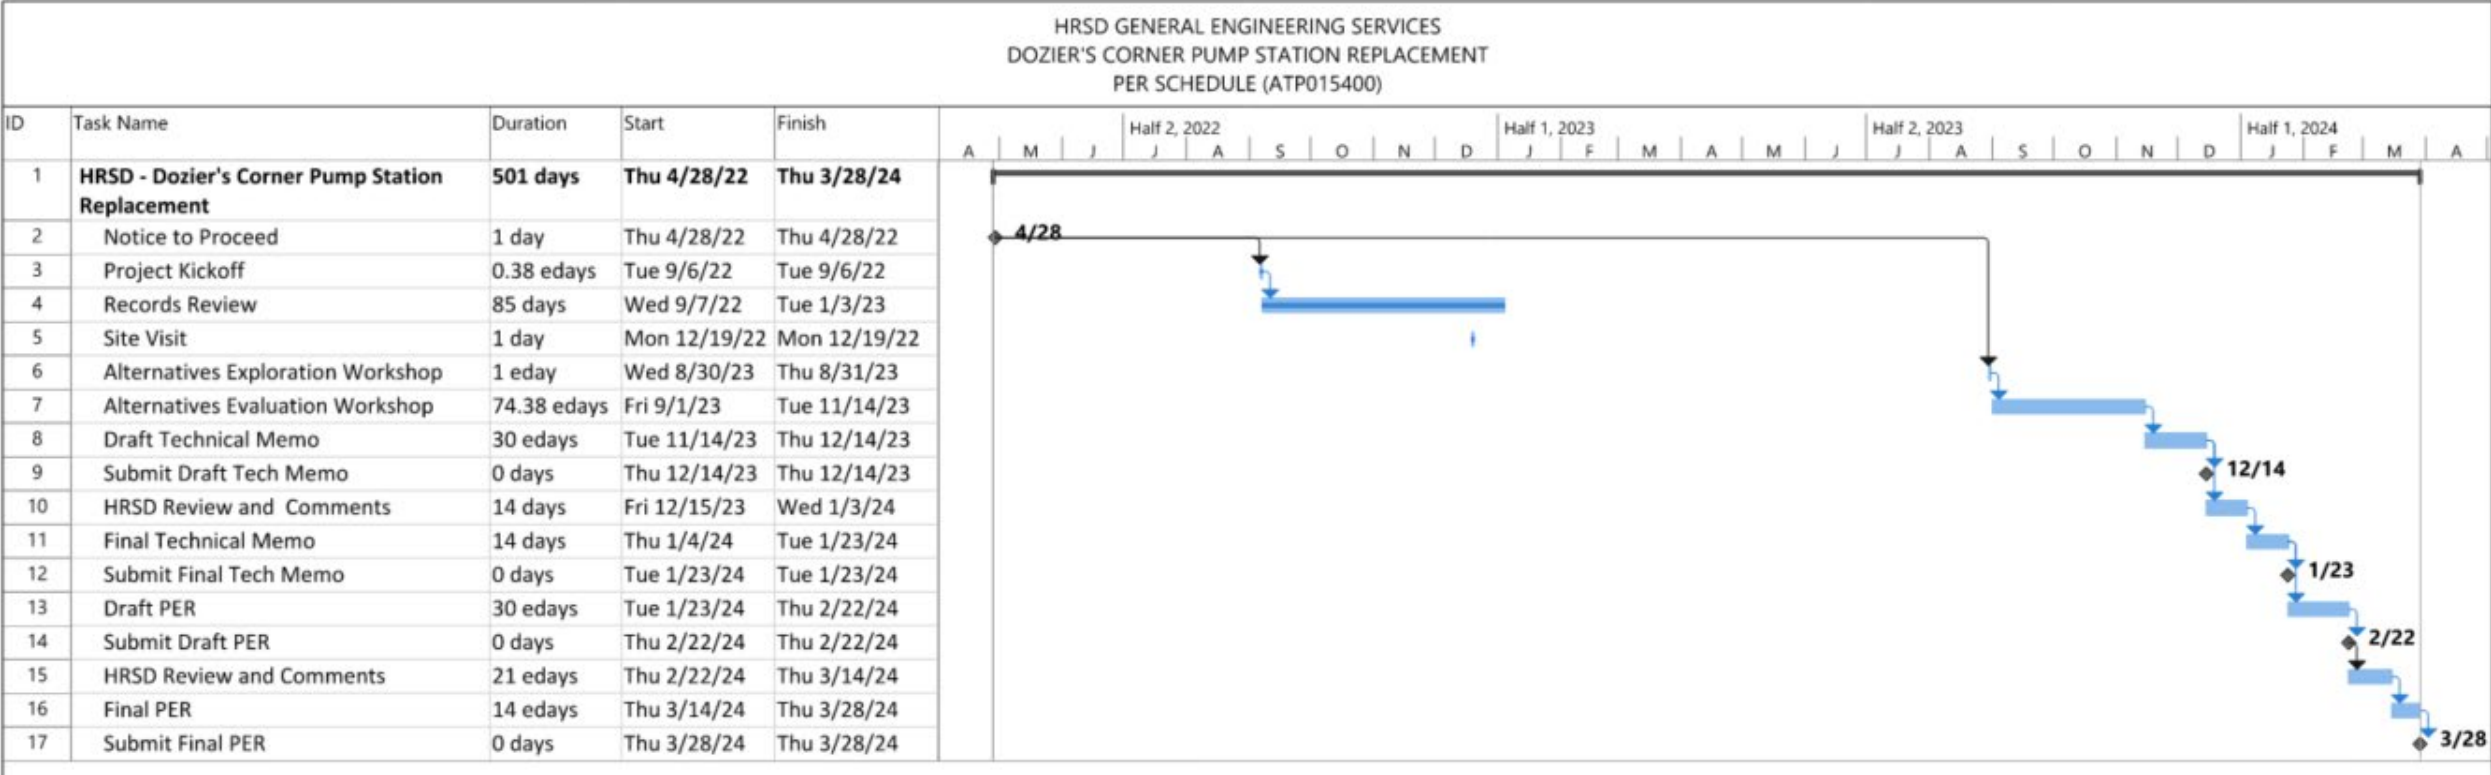 HRSD GENERAL ENGINEERING SERVICES
DOZIER'S CORNER PUMP STATION REPLACEMENT
PER SCHEDULE (ATP015400)
ID Task Name Duration Start Finish
Half 2, 2022 Half 1, 2023 Half 2, 2023 Half 1, 2024
A M J J A S O N D J F M A M J J A S O N D J F M A
1 HRSD - Dozier's Corner Pump Station 501 days Thu 4/28/22 Thu 3/28/24
Replacement
2 Notice to Proceed 1 day Thu 4/28/22 Thu 4/28/22 4/28
3 Project Kickoff 0.38 edays Tue 9/6/22 Tue 9/6/22
4 Records Review 85 days Wed 9/7/22 Tue 1/3/23
5 Site Visit 1 day Mon 12/19/22 Mon 12/19/22
6 Alternatives Exploration Workshop 1 eday Wed 8/30/23 Thu 8/31/23
7 Alternatives Evaluation Workshop 74.38 edays Fri 9/1/23 Tue 11/14/23
8 Draft Technical Memo 30 edays Tue 11/14/23 Thu 12/14/23
9 Submit Draft Tech Memo 0 days Thu 12/14/23 Thu 12/14/23 12/14
10 HRSD Review and Comments 14 days Fri 12/15/23 Wed 1/3/24
11 Final Technical Memo 14 days Thu 1/4/24 Tue 1/23/24
12 Submit Final Tech Memo 0 days Tue 1/23/24 Tue 1/23/24 1/23
13 Draft PER 30 edays Tue 1/23/24 Thu 2/22/24
14 Submit Draft PER 0 days Thu 2/22/24 Thu 2/22/24 2/22
15 HRSD Review and Comments 21 edays Thu 2/22/24 Thu 3/14/24
16 Final PER 14 edays Thu 3/14/24 Thu 3/28/24
17 Submit Final PER 0 days Thu 3/28/24 Thu 3/28/24 3/28